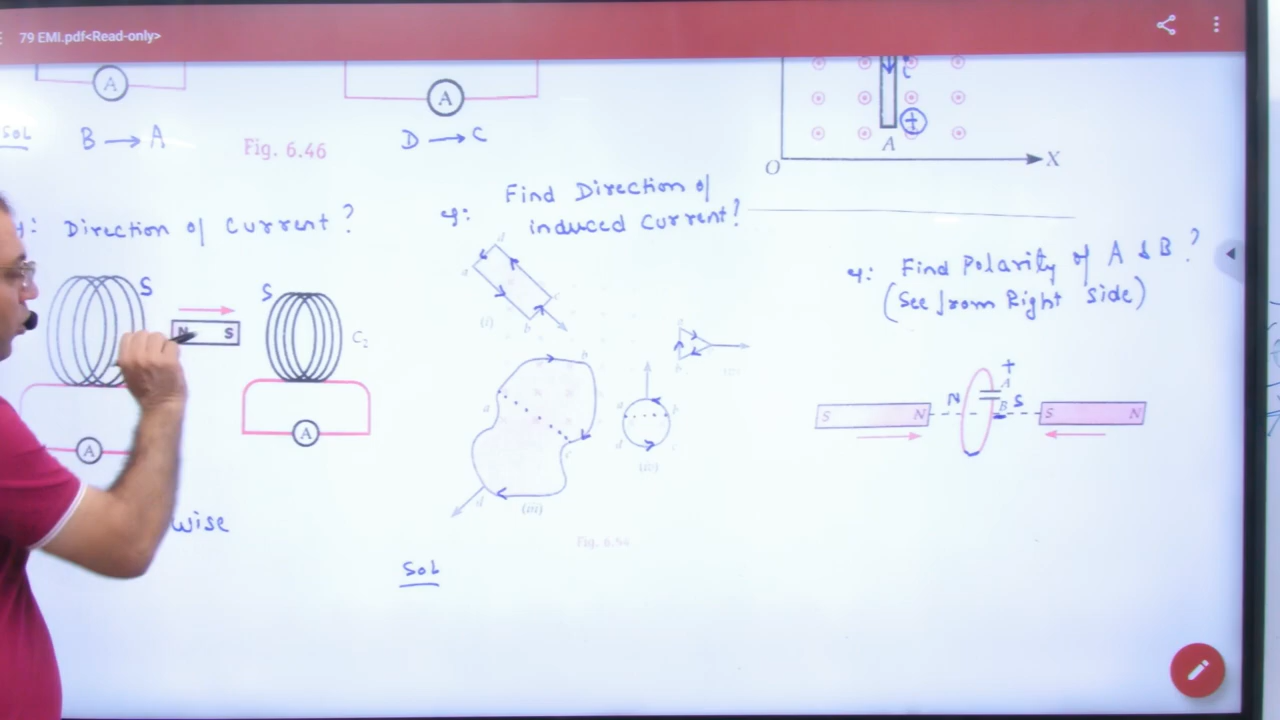 79 EMI.pdf<Read-only>
A
A
Sol B → A
Fig. 6.46
D → C
A
O
X
Direction of Current?
S
N S
S
C₂
A
A
wise
q: Find Direction of
induced current?
d
a
b
c
(i)
b
a
c
d
(iii)
a b
d c
Sol
q: Find Polarity of A & B?
(See from Right side)
+
A
B
S N
N
S
S N